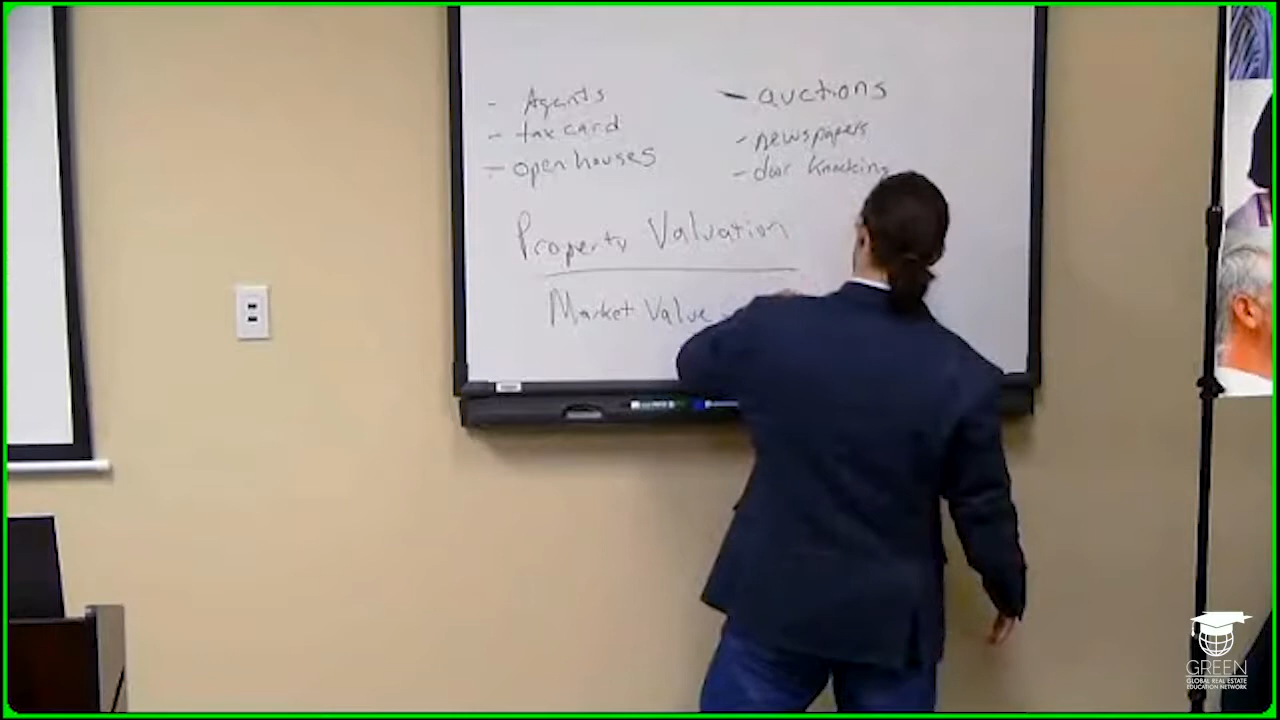 - Agents
- tax card
- open houses
- auctions
- newspapers
- door knocking
Property Valuation
Market Value
GREEN
GLOBAL REAL ESTATE
EDUCATION NETWORK